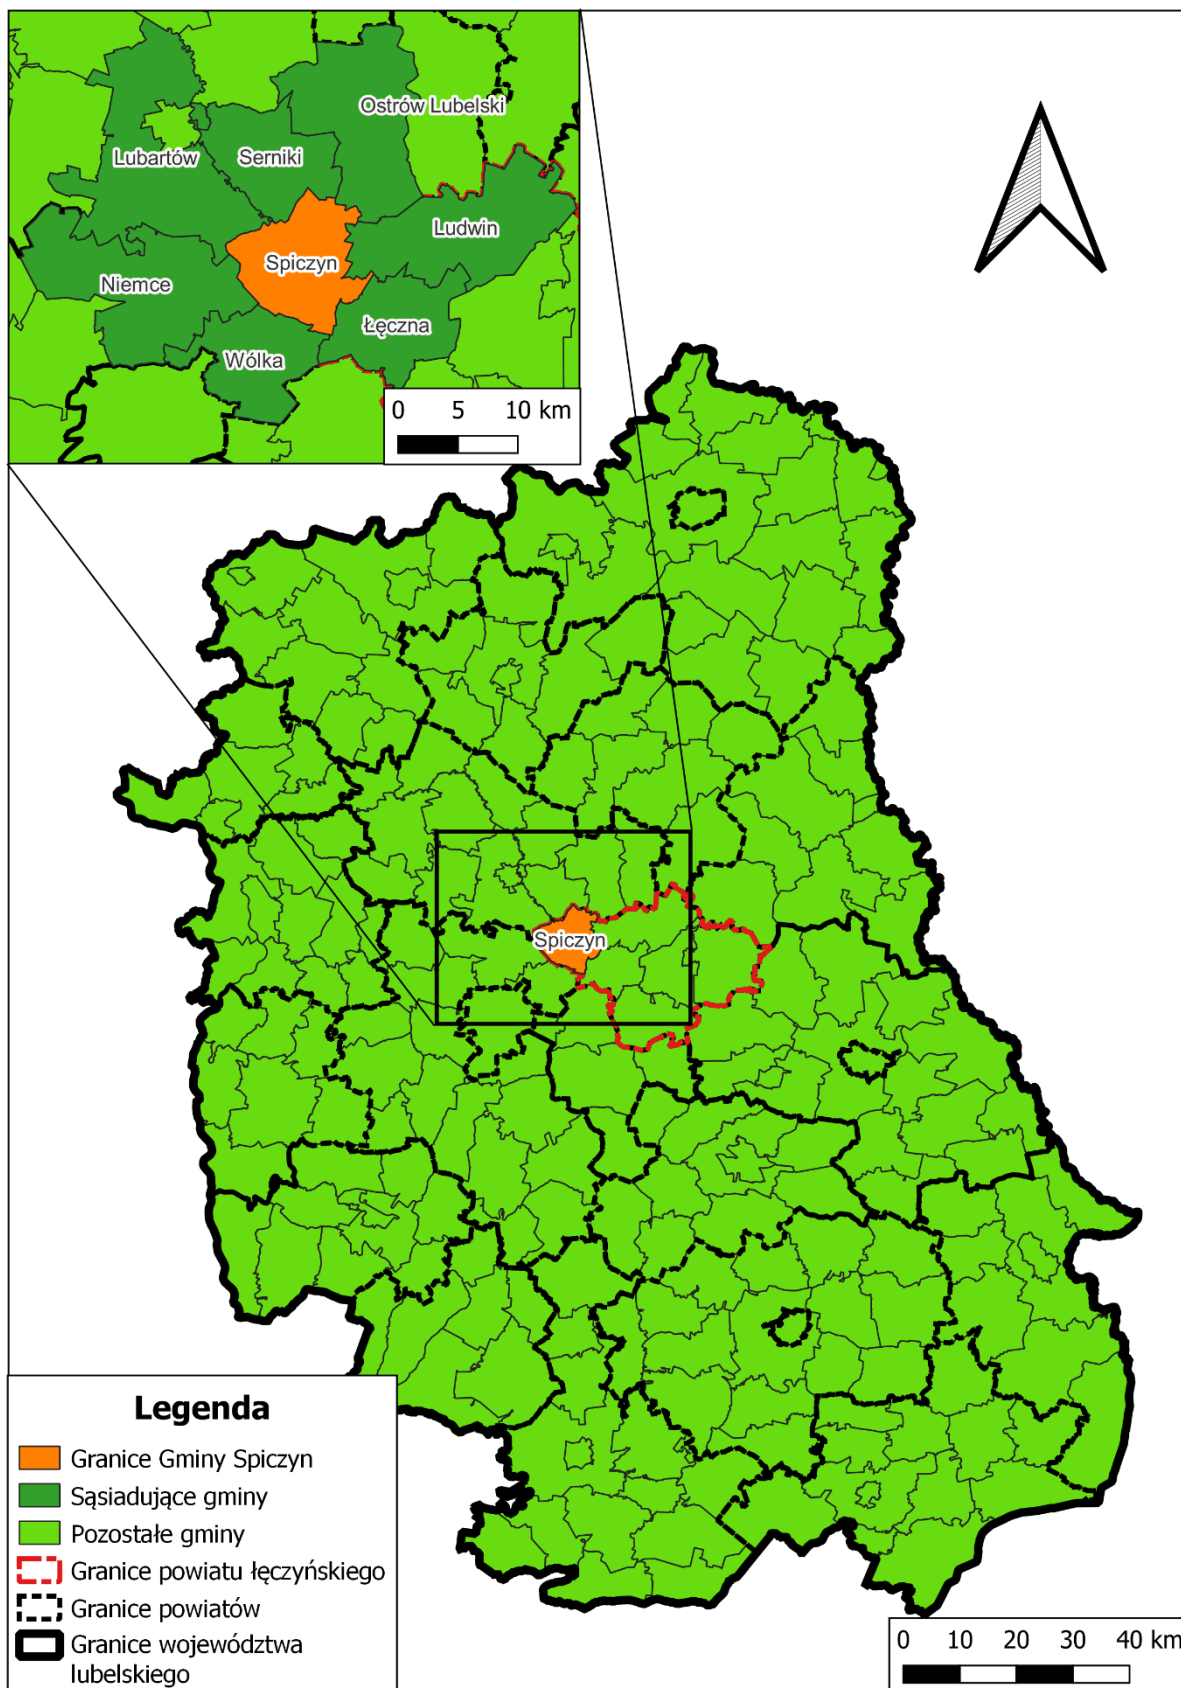 Ostrów Lubelski
Lubartów
Serniki
Ludwin
Spiczyn
Niemce
Łęczna
Wólka
0 5 10 km
Spiczyn
Legenda
Granice Gminy Spiczyn
Sąsiadujące gminy
Pozostałe gminy
Granice powiatu łęczyńskiego
Granice powiatów
Granice województwa
lubelskiego
0 10 20 30 40 km